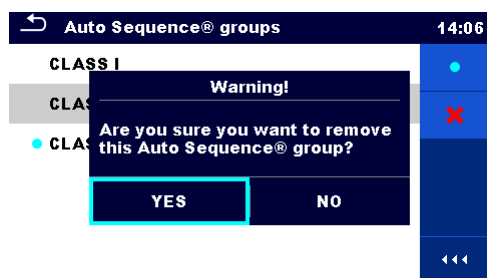 Auto Sequence® groups 14:06
CLASS I
Warning!
CLAS
Are you sure you want to remove
CLAS
this Auto Sequence® group?
YES NO